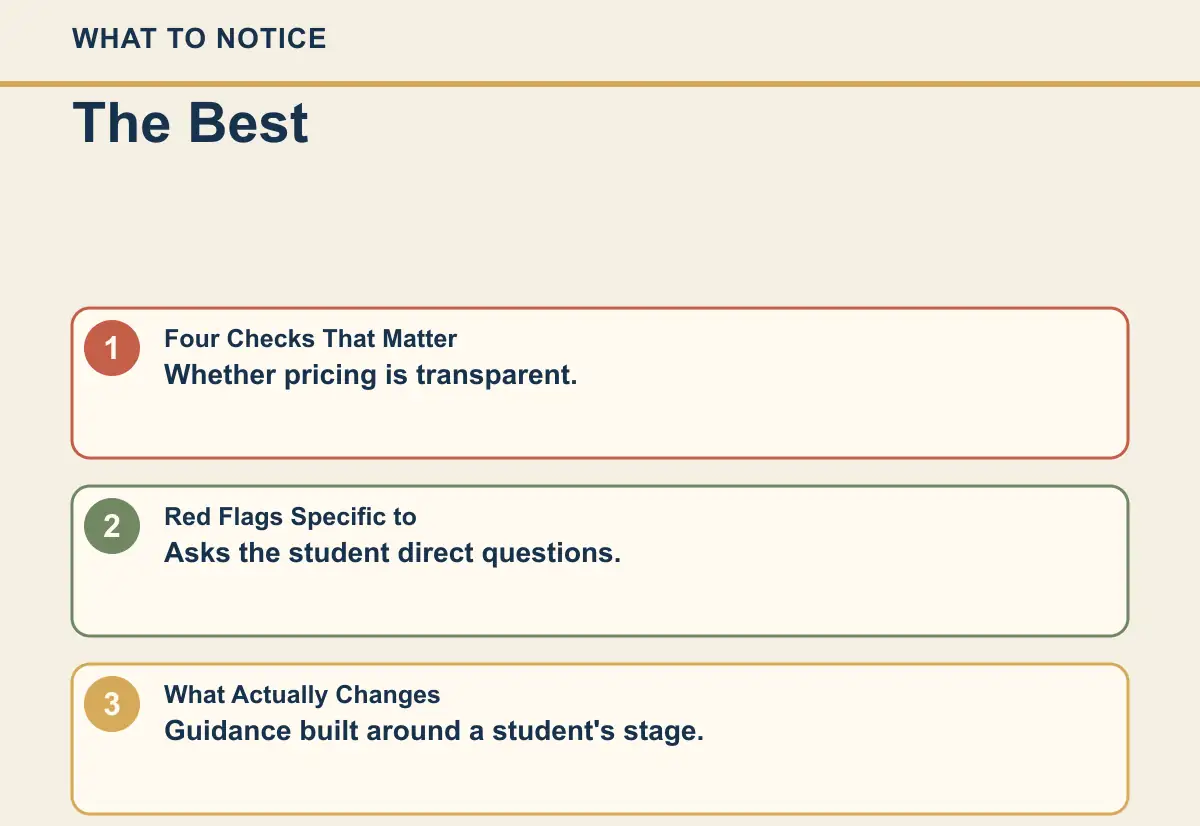 WHAT TO NOTICE
The Best
1
Four Checks That Matter
Whether pricing is transparent.
2
Red Flags Specific to
Asks the student direct questions.
3
What Actually Changes
Guidance built around a student's stage.